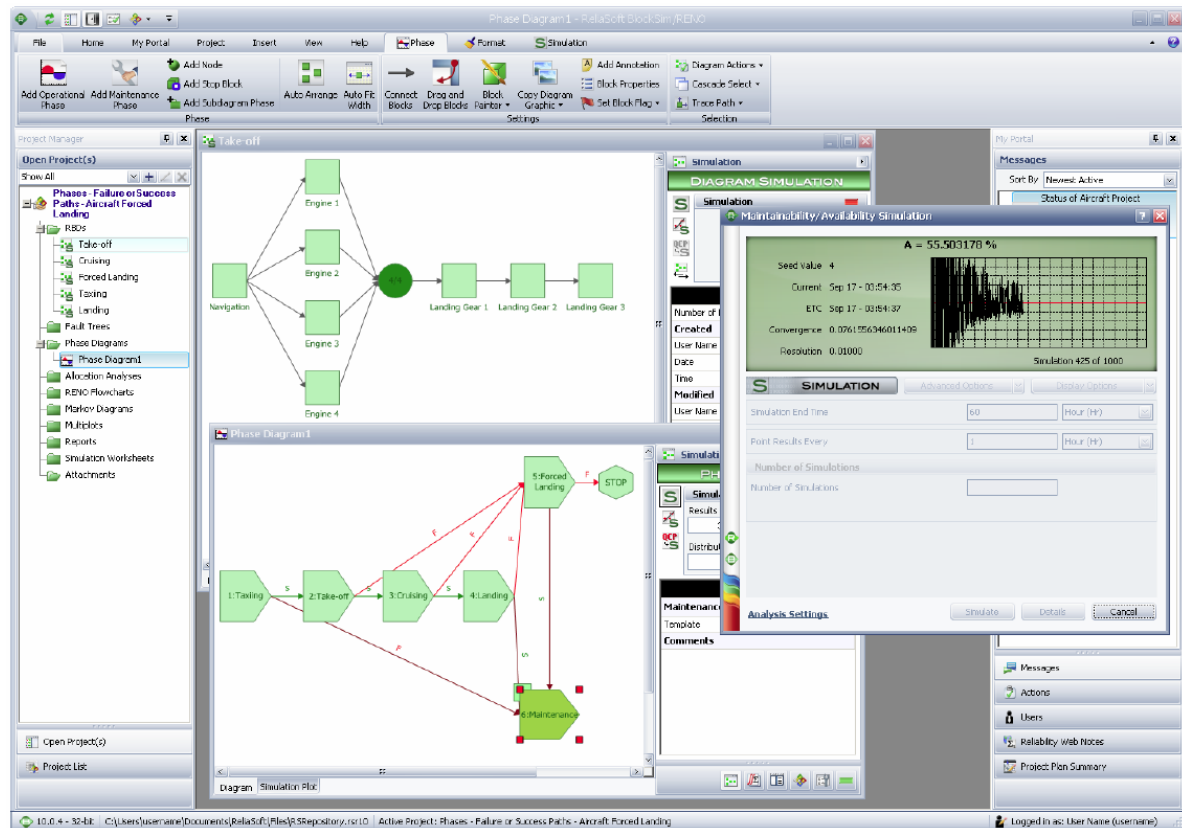 Phase Diagram1 - ReliaSoft BlockSim/RENO
File Home My Portal Project Insert View Help Phase Format Simulation
Add Operational Phase
Add Maintenance Phase
Add Node
Add Stop Block
Add Subdiagram Phase
Auto Arrange
Auto Fit Width
Phase
Connect Blocks
Drag and Drop Blocks
Block Painter
Copy Diagram Graphic
Add Annotation
Block Properties
Set Block Flag
Settings
Diagram Actions
Cascade Select
Trace Path
Selection
Project Manager
Open Project(s)
Show All
Phases - Failure or Success
Paths - Aircraft Forced
Landing
RBDs
Take-off
Cruising
Forced Landing
Taxing
Landing
Fault Trees
Phase Diagrams
Phase Diagram1
Allocation Analyses
RENO Flowcharts
Markov Diagrams
Multiplots
Reports
Simulation Worksheets
Attachments
Open Project(s)
Project List
Take-off
Engine 1
Engine 2
Engine 3
Engine 4
Navigation
4/4
Landing Gear 1
Landing Gear 2
Landing Gear 3
Simulation
DIAGRAM SIMULATION
Simulation
QCP
Number of
Created
User Name
Date
Time
Modified
User Name
Phase Diagram1
1:Taxiing
2:Take-off
3:Cruising
4:Landing
5:Forced
Landing
STOP
6:Maintenance
S
S
S
F
F
F
F
S
S
Diagram
Simulation Plot
Simulati
PH
Simul
Results
QCP
Distribut
Maintenance
Template
Comments
Maintainability/Availability Simulation
A = 55.503178 %
Seed Value 4
Current Sep 17 - 03:54:35
ETC Sep 17 - 03:54:37
Convergence 0.0761556346011409
Resolution 0.01000
Simulation 425 of 1000
SIMULATION
Advanced Options
Display Options
Simulation End Time 60 Hour (Hr)
Point Results Every 1 Hour (Hr)
Number of Simulations
Number of Simulations
Analysis Settings
Simulate
Details
Cancel
My Portal
Messages
Sort By Newest Active
Status of Aircraft Project
Messages
Actions
Users
Reliability Web Notes
Project Plan Summary
10.0.4 - 32-bit C:\Users\username\Documents\ReliaSoft\Files\RSRepository.rsr10 Active Project: Phases - Failure or Success Paths - Aircraft Forced Landing
Logged in as: User Name (username)